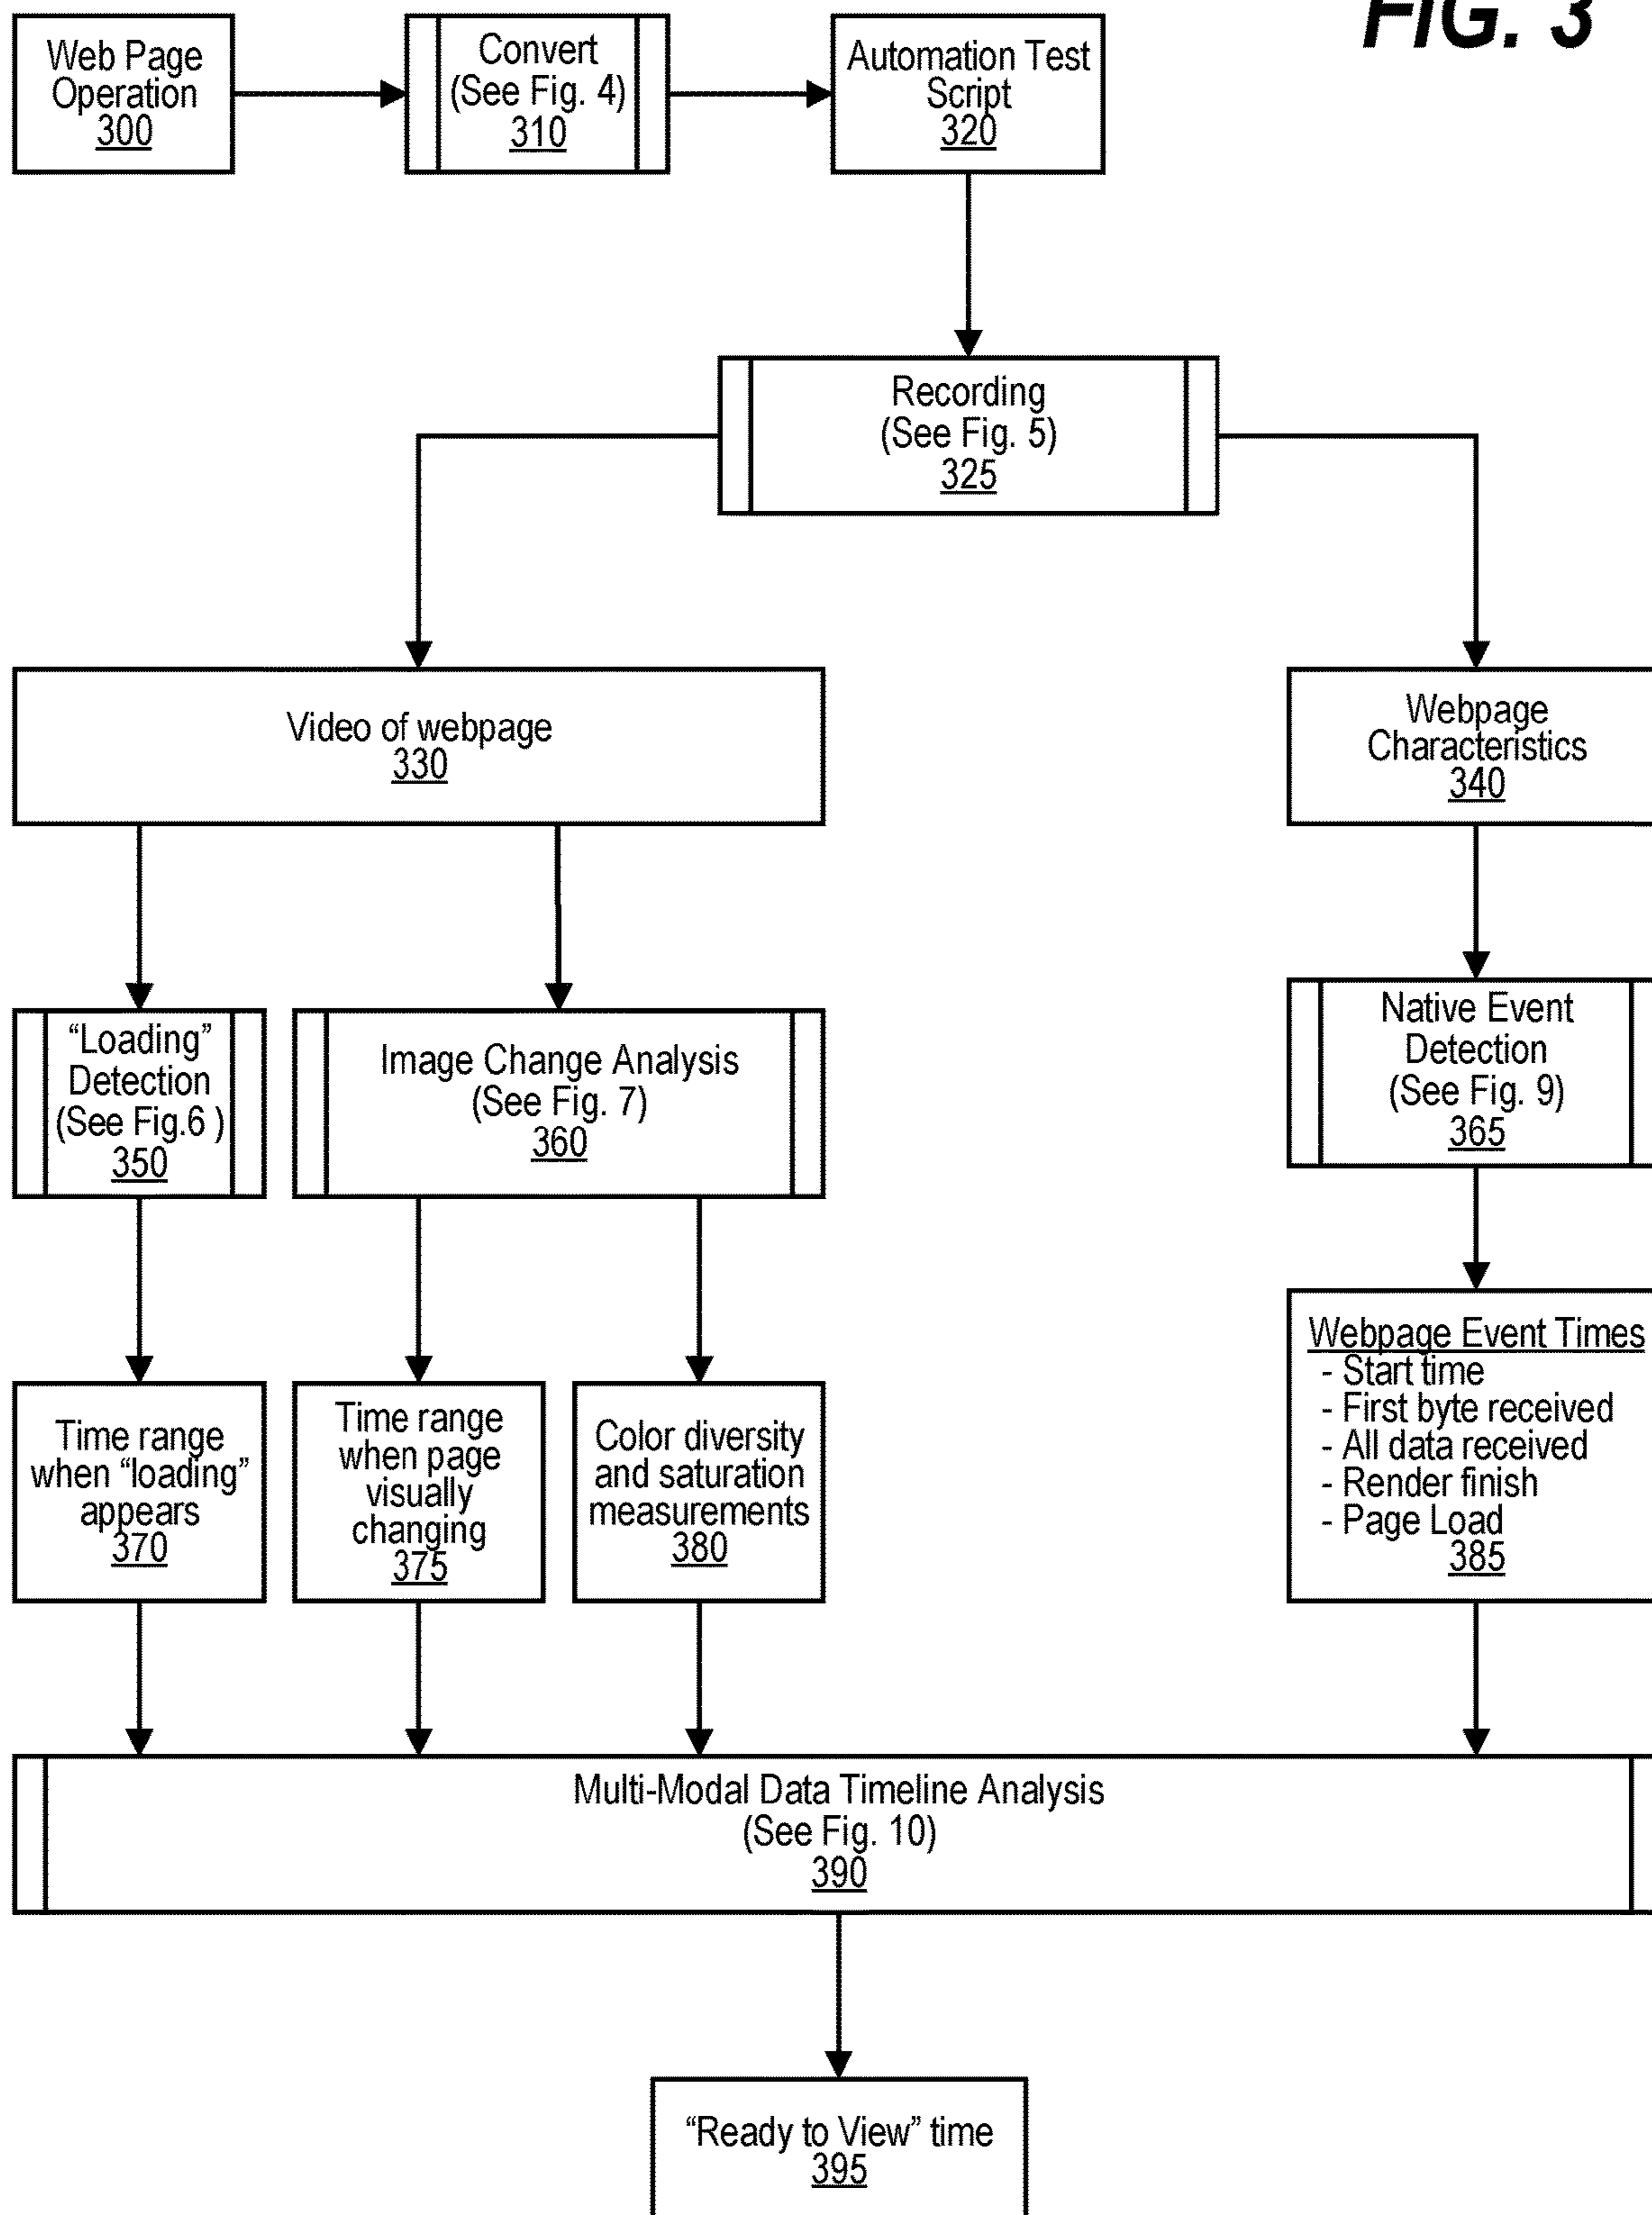 FIG. 3
Web Page
Operation
300
Convert
(See Fig. 4)
310
Automation Test
Script
320
Recording
(See Fig. 5)
325
Video of webpage
330
Webpage
Characteristics
340
“Loading”
Detection
(See Fig.6 )
350
Image Change Analysis
(See Fig. 7)
360
Native Event
Detection
(See Fig. 9)
365
Time range
when “loading”
appears
370
Time range
when page
visually
changing
375
Color diversity
and saturation
measurements
380
Webpage Event Times
- Start time
- First byte received
- All data received
- Render finish
- Page Load
385
Multi-Modal Data Timeline Analysis
(See Fig. 10)
390
“Ready to View” time
395